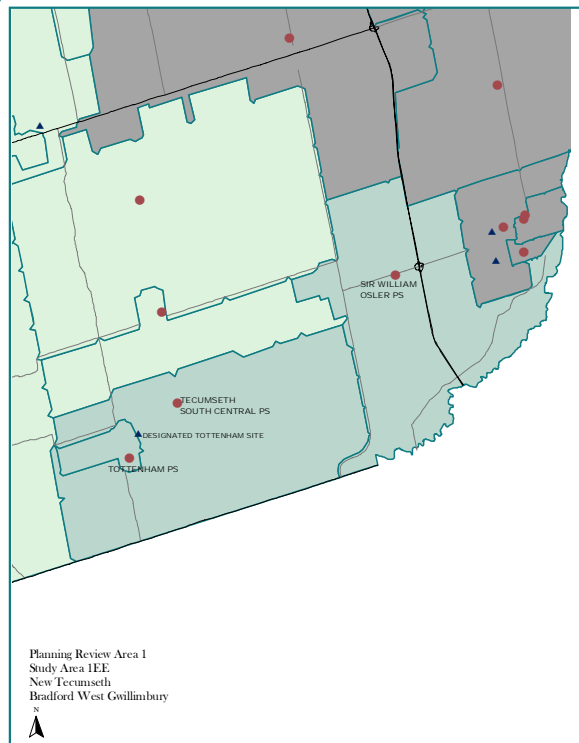 SIR WILLIAM
OSLER PS
TECUMSETH
SOUTH CENTRAL PS
DESIGNATED TOTTENHAM SITE
TOTTENHAM PS
Planning Review Area 1
Study Area 1EE
New Tecumseth
Bradford West Gwillimbury
N